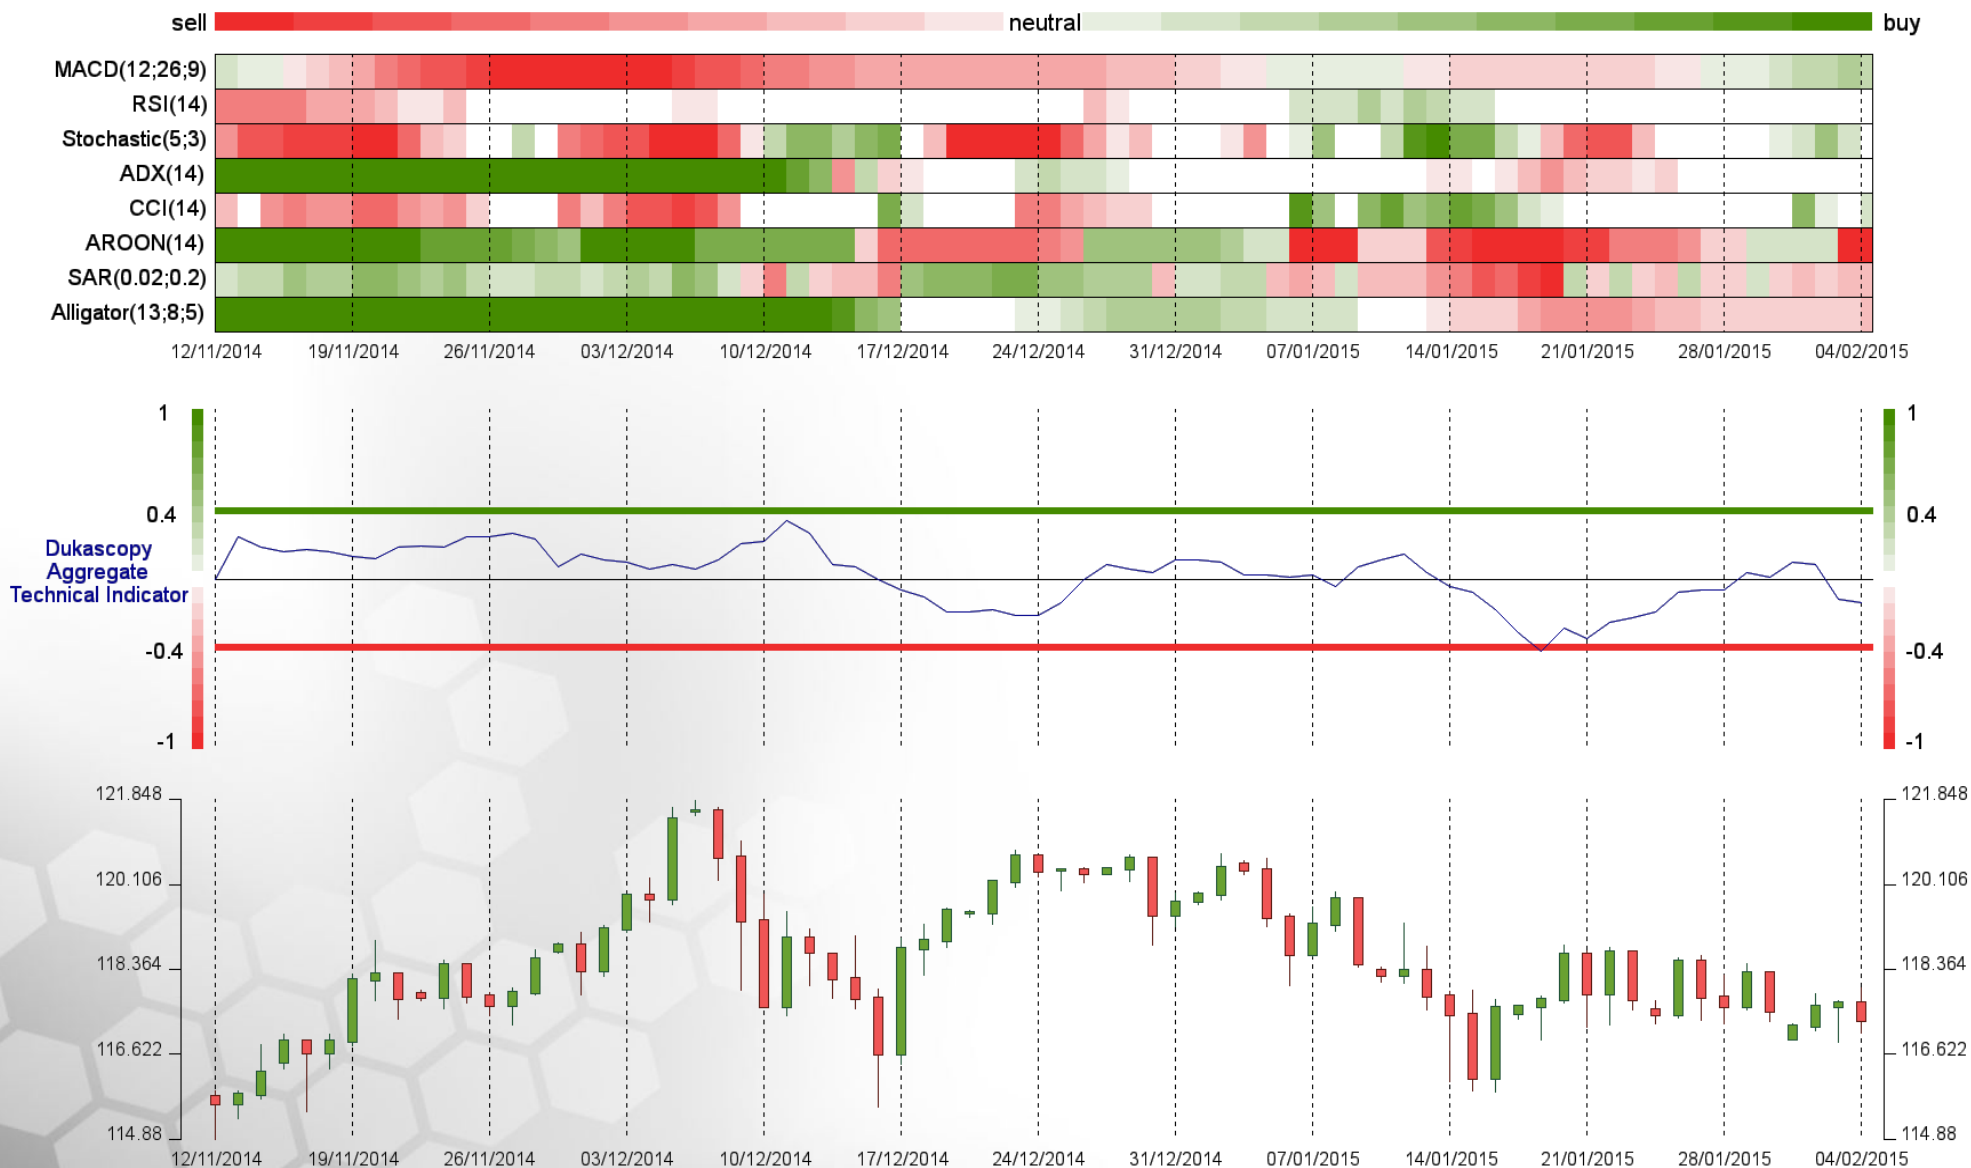 sell neutral buy
MACD(12;26;9)
RSI(14)
Stochastic(5;3)
ADX(14)
CCI(14)
AROON(14)
SAR(0.02;0.2)
Alligator(13;8;5)
12/11/2014 19/11/2014 26/11/2014 03/12/2014 10/12/2014 17/12/2014 24/12/2014 31/12/2014 07/01/2015 14/01/2015 21/01/2015 28/01/2015 04/02/2015
1 1
0.4 0.4
Dukascopy
Aggregate
Technical Indicator
-0.4 -0.4
-1 -1
121.848 121.848
120.106 120.106
118.364 118.364
116.622 116.622
114.88 114.88
12/11/2014 19/11/2014 26/11/2014 03/12/2014 10/12/2014 17/12/2014 24/12/2014 31/12/2014 07/01/2015 14/01/2015 21/01/2015 28/01/2015 04/02/2015